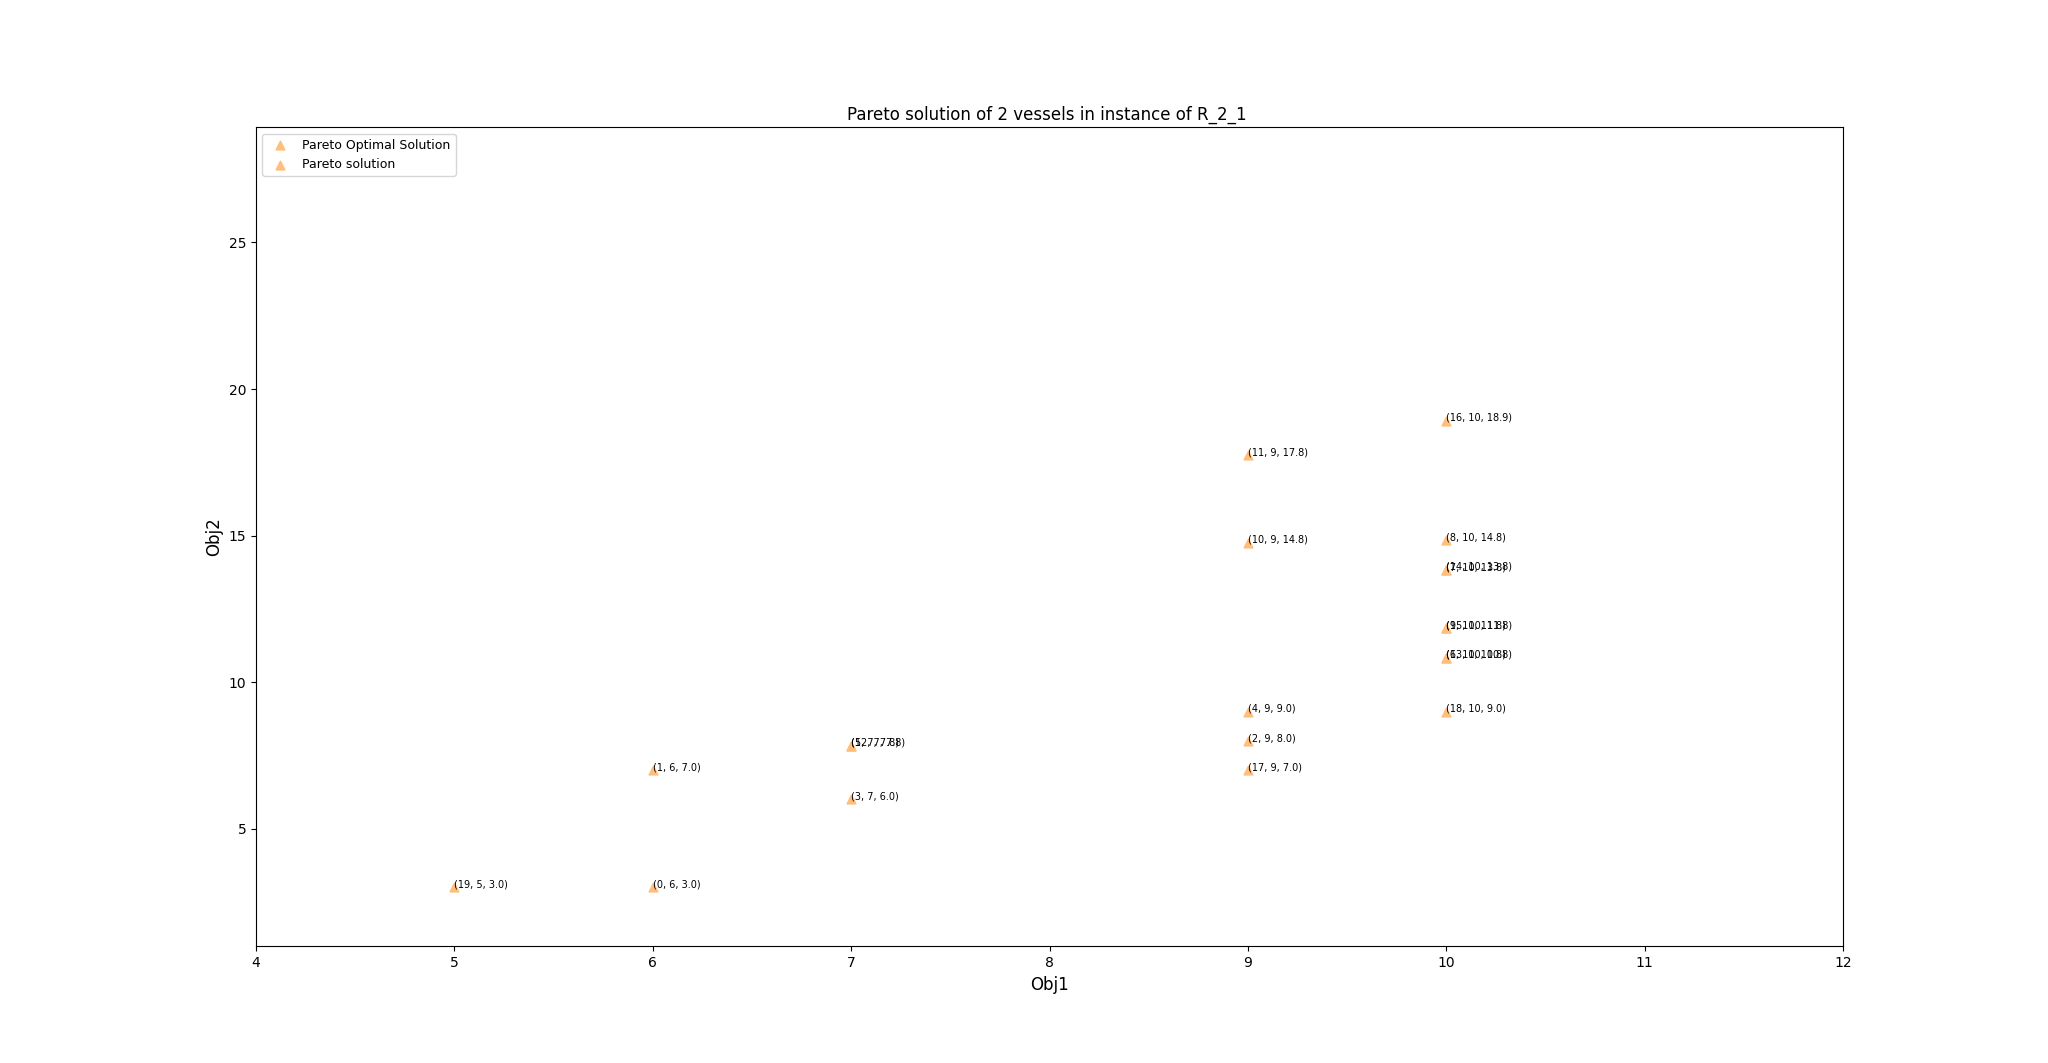 Pareto solution of 2 vessels in instance of R_2_1
Pareto Optimal Solution
Pareto solution
25
20
15
10
5
Obj2
(16, 10, 18.9)
(11, 9, 17.8)
(8, 10, 14.8)
(10, 9, 14.8)
(4, 9, 9.0)
(18, 10, 9.0)
(2, 9, 8.0)
(1, 6, 7.0)
(17, 9, 7.0)
(3, 7, 6.0)
(19, 5, 3.0)
(0, 6, 3.0)
4 5 6 7 8 9 10 11 12
Obj1